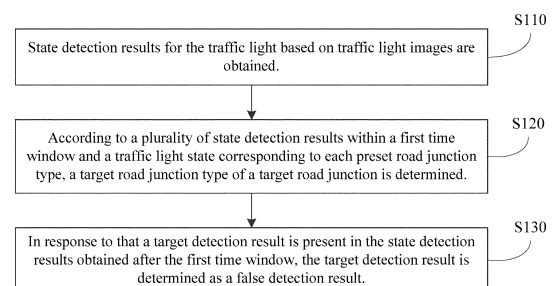 S110
State detection results for the traffic light based on traffic light images are
obtained.
S120
According to a plurality of state detection results within a first time
window and a traffic light state corresponding to each preset road junction
type, a target road junction type of a target road junction is determined.
S130
In response to that a target detection result is present in the state detection
results obtained after the first time window, the target detection result is
determined as a false detection result.